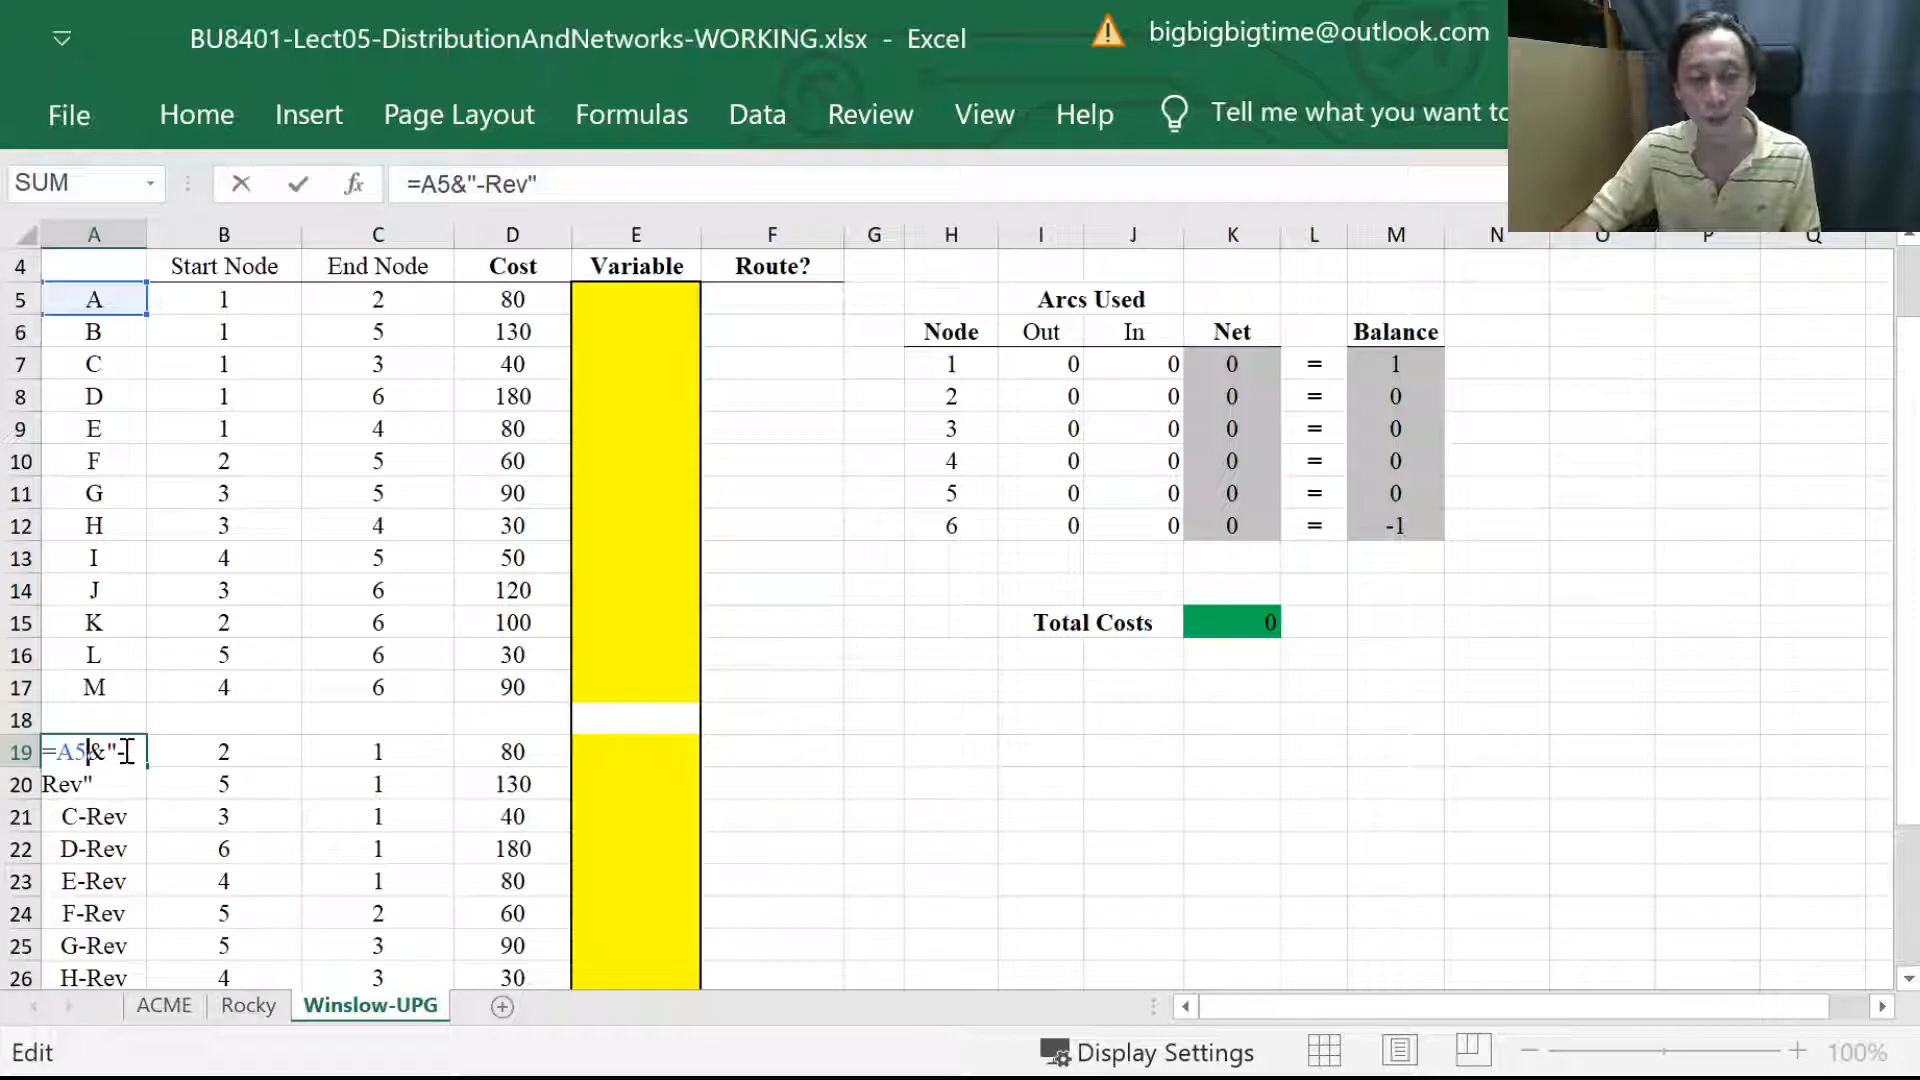 BU8401-Lect05-DistributionAndNetworks-WORKING.xlsx - Excel
bigbigbigtime@outlook.com
File Home Insert Page Layout Formulas Data Review View Help Tell me what you want to
SUM fx =A5&"-Rev"
A B C D E F G H I J K L M N O P Q
4 Start Node End Node Cost Variable Route?
5 A 1 2 80 Arcs Used
6 B 1 5 130 Node Out In Net Balance
7 C 1 3 40 1 0 0 0 = 1
8 D 1 6 180 2 0 0 0 = 0
9 E 1 4 80 3 0 0 0 = 0
10 F 2 5 60 4 0 0 0 = 0
11 G 3 5 90 5 0 0 0 = 0
12 H 3 4 30 6 0 0 0 = -1
13 I 4 5 50
14 J 3 6 120
15 K 2 6 100 Total Costs 0
16 L 5 6 30
17 M 4 6 90
18
19 =A5&"- 2 1 80
20 Rev" 5 1 130
21 C-Rev 3 1 40
22 D-Rev 6 1 180
23 E-Rev 4 1 80
24 F-Rev 5 2 60
25 G-Rev 5 3 90
26 H-Rev 4 3 30
ACME Rocky Winslow-UPG
Edit Display Settings 100%